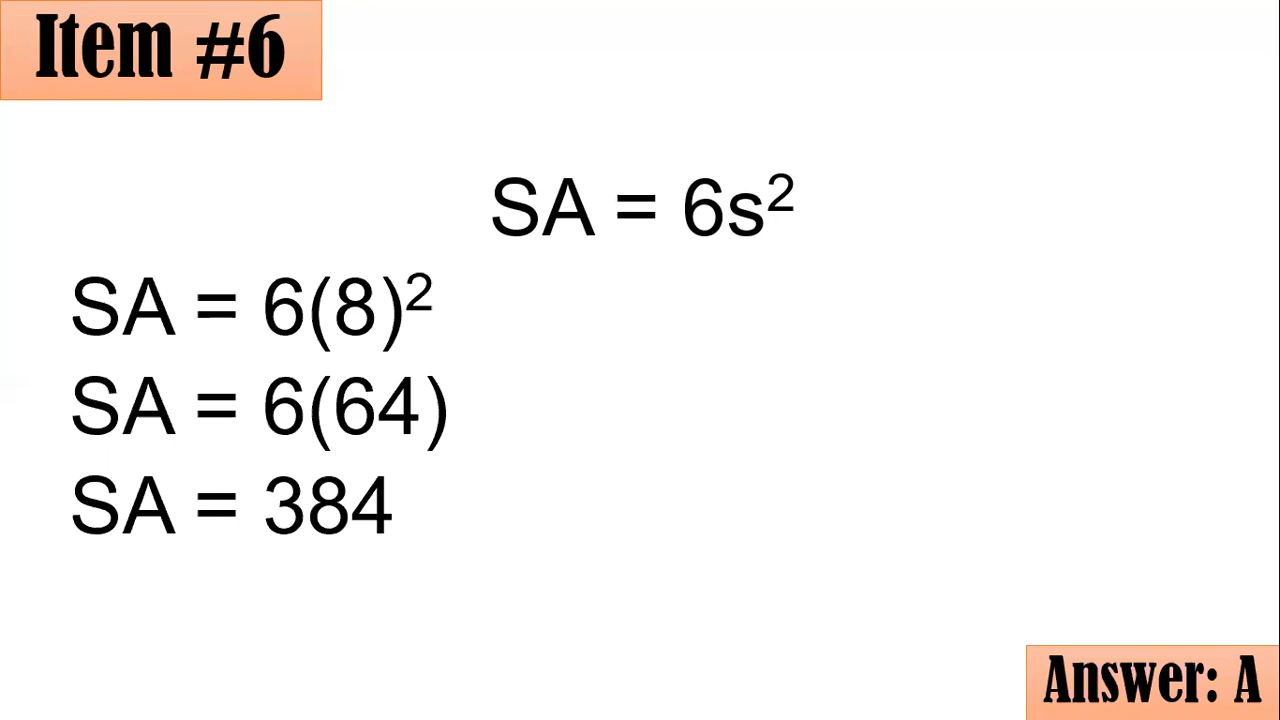 Item #6
SA = 6s²
SA = 6(8)²
SA = 6(64)
SA = 384
Answer: A